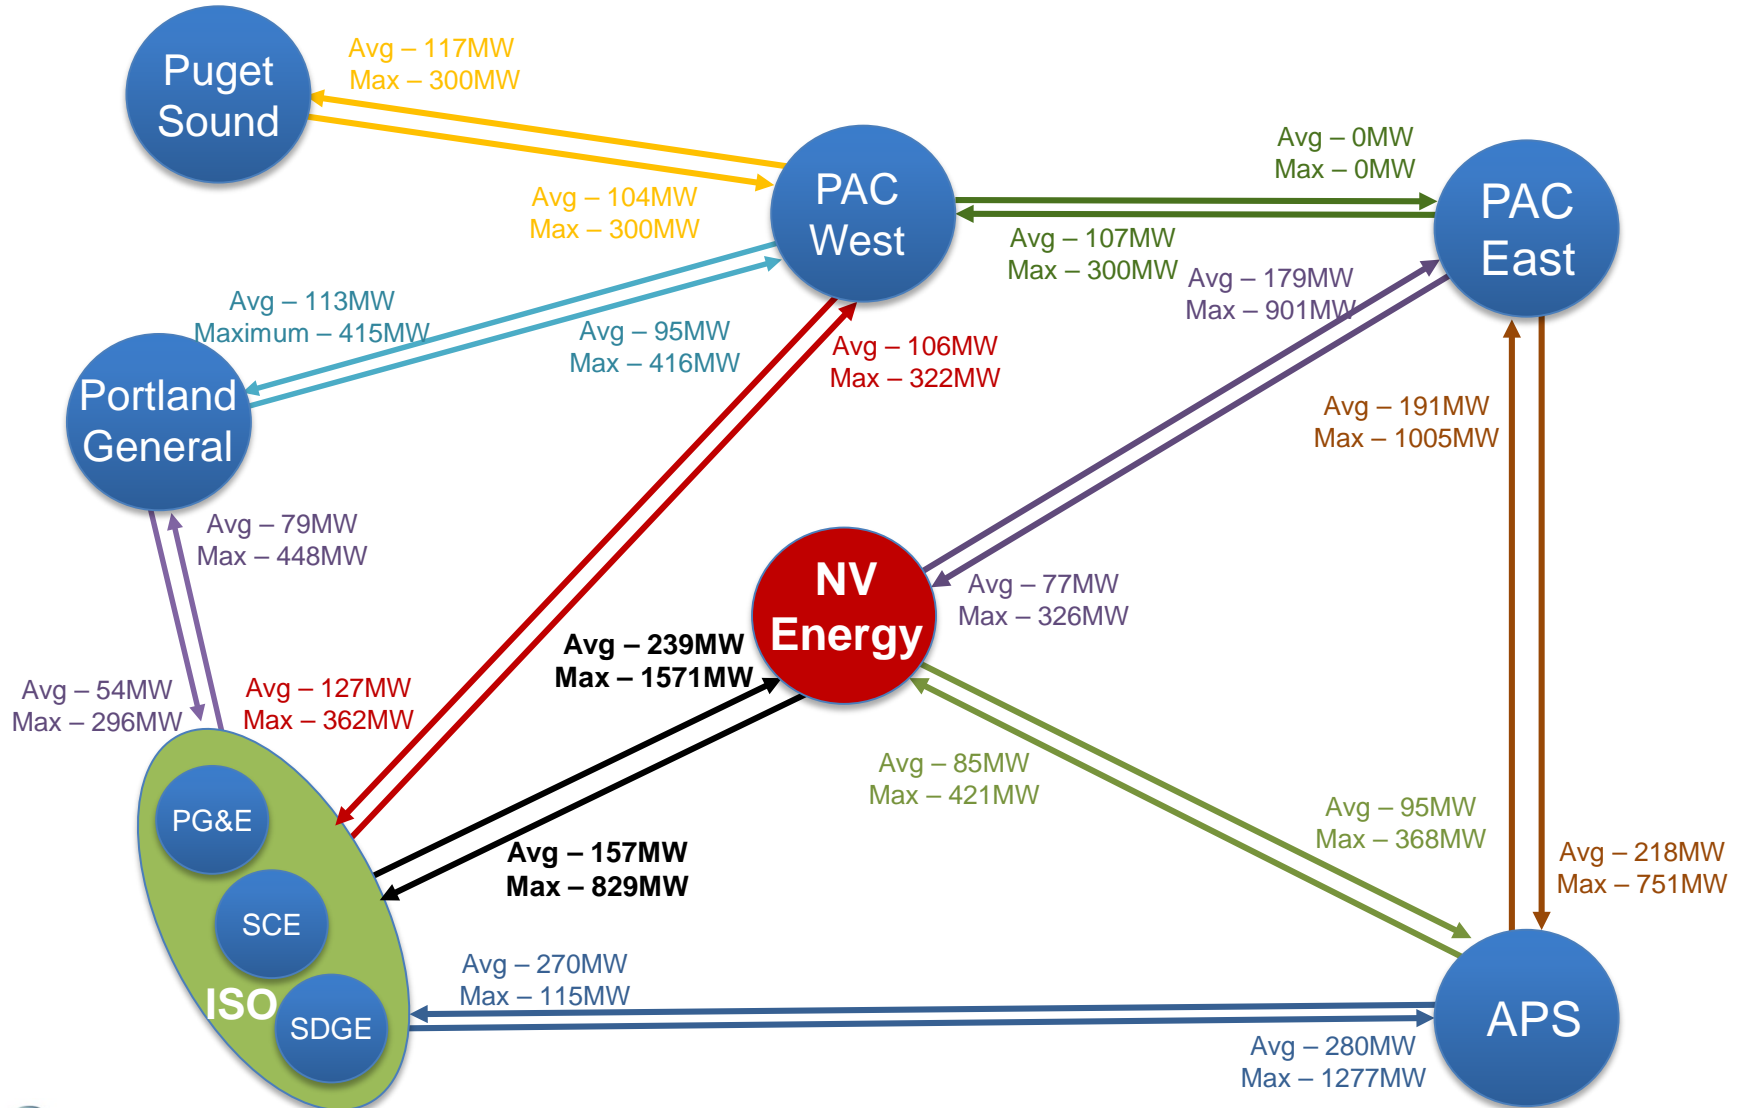 Puget
Sound
Avg – 117MW
Max – 300MW
Avg – 104MW
Max – 300MW
PAC
West
Avg – 0MW
Max – 0MW
PAC
East
Avg – 107MW
Max – 300MW
Avg – 179MW
Max – 901MW
Avg – 113MW
Maximum – 415MW
Avg – 95MW
Max – 416MW
Avg – 106MW
Max – 322MW
Portland
General
Avg – 191MW
Max – 1005MW
Avg – 79MW
Max – 448MW
NV
Energy
Avg – 77MW
Max – 326MW
Avg – 239MW
Max – 1571MW
Avg – 54MW
Max – 296MW
Avg – 127MW
Max – 362MW
Avg – 85MW
Max – 421MW
Avg – 95MW
Max – 368MW
PG&E
Avg – 157MW
Max – 829MW
Avg – 218MW
Max – 751MW
SCE
Avg – 270MW
Max – 115MW
ISO
SDGE
APS
Avg – 280MW
Max – 1277MW